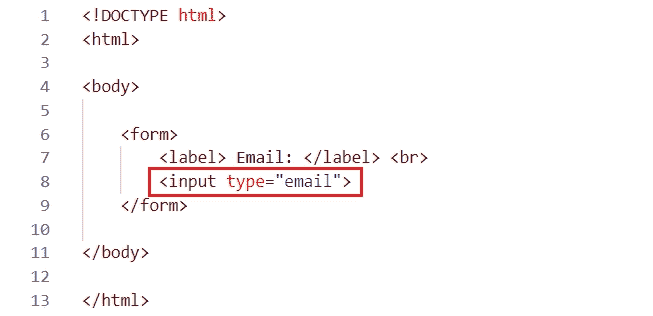 1 <!DOCTYPE html>
2 <html>
3
4 <body>
5
6 <form>
7 <label> Email: </label> <br>
8 <input type="email">
9 </form>
10
11 </body>
12
13 </html>